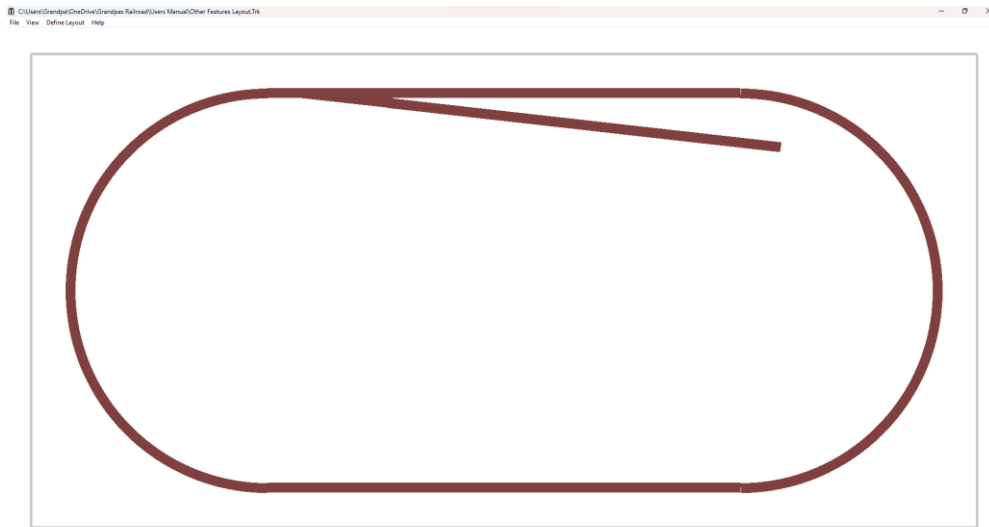 C:\Users\Grandpa\OneDrive\Grandpas Railroad\Users Manual\Other Features Layout.Trk
File View Define Layout Help